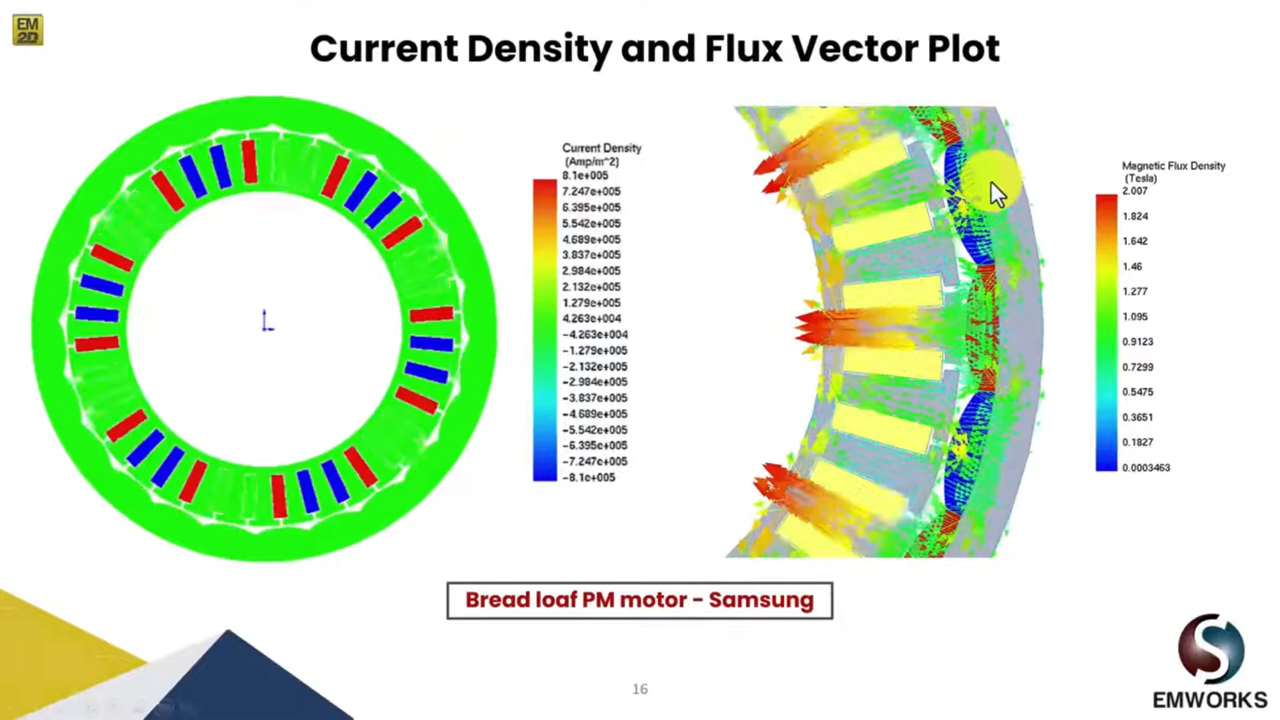 EM
2D
Current Density and Flux Vector Plot
Current Density
(Amp/m^2)
8.1e+005
7.247e+005
6.395e+005
5.542e+005
4.689e+005
3.837e+005
2.984e+005
2.132e+005
1.279e+005
4.263e+004
-4.263e+004
-1.279e+005
-2.132e+005
-2.984e+005
-3.837e+005
-4.689e+005
-5.542e+005
-6.395e+005
-7.247e+005
-8.1e+005
Magnetic Flux Density
(Tesla)
2.007
1.824
1.642
1.46
1.277
1.095
0.9123
0.7299
0.5475
0.3651
0.1827
0.0003463
Bread loaf PM motor - Samsung
16
EMWORKS